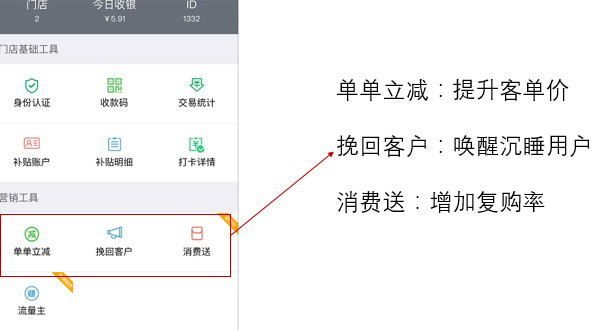 门店 今日收银 ID
2 ￥5.91 1332
门店基础工具
身份认证 收款码 交易统计
补贴账户 补贴明细 打卡详情
营销工具
单单立减 挽回客户 消费送
流量主
单单立减：提升客单价
挽回客户：唤醒沉睡用户
消费送：增加复购率